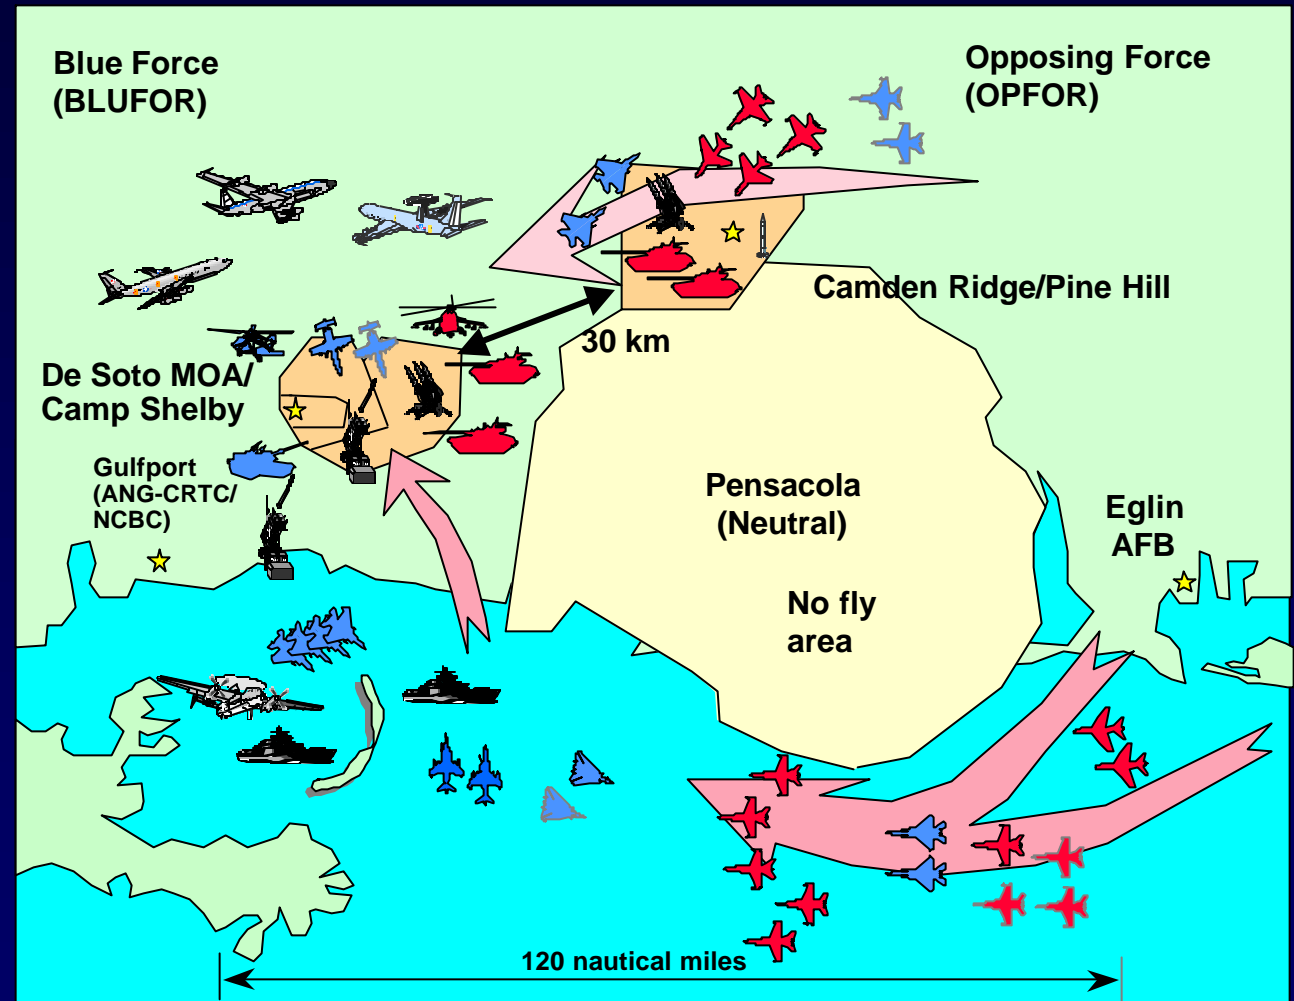 Blue Force
(BLUFOR)
Opposing Force
(OPFOR)
Camden Ridge/Pine Hill
30 km
De Soto MOA/
Camp Shelby
Gulfport
(ANG-CRTC/
NCBC)
Pensacola
(Neutral)
Eglin
AFB
No fly
area
120 nautical miles